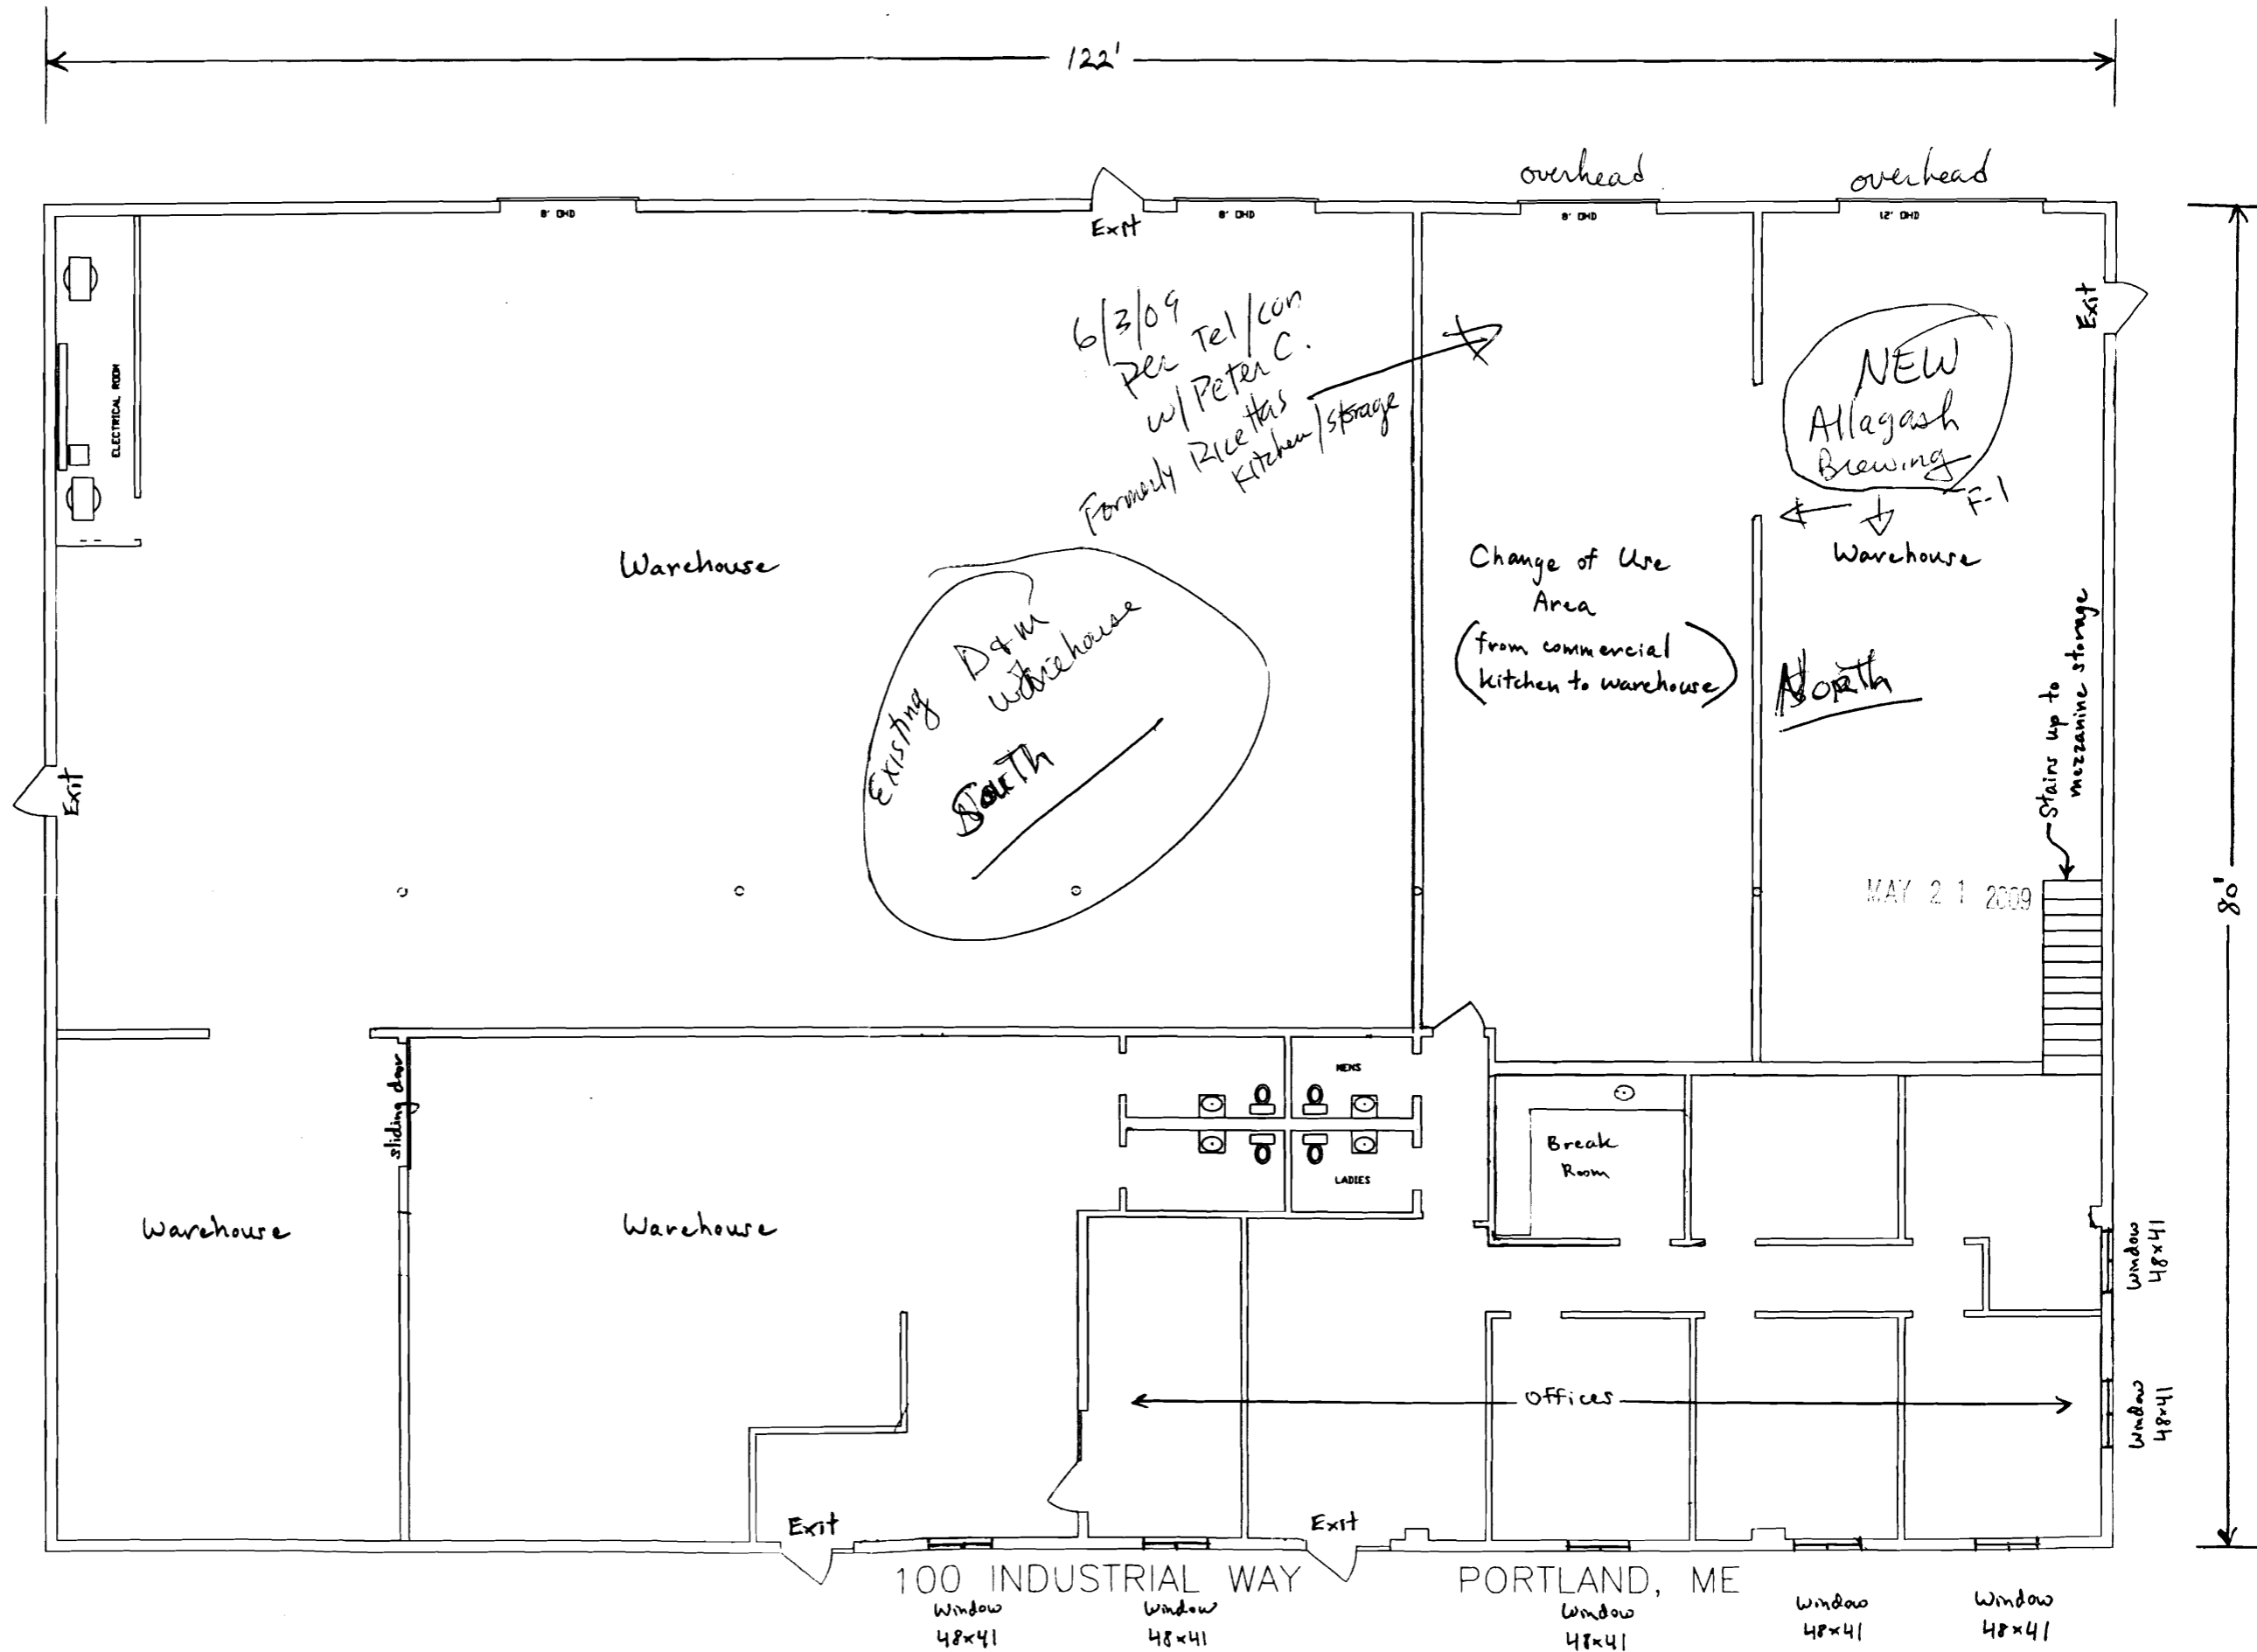 122'
overhead
overhead
8' OHD
8' OHD
8' OHD
12' OHD
Exit
Exit
ELECTRICAL ROOM
6/3/09
Per Tel/con
w/ Peter C.
Formerly Rice Has
Kitchen/storage
NEW
Allagash
Brewing
F-1
Warehouse
Warehouse
Change of Use
Area
(from commercial
kitchen to warehouse)
North
Existing D+M
warehouse
South
Stairs up to
mezzanine storage
MAY 21 2009
80'
Exit
sliding door
MENS
LADIES
Break
Room
Warehouse
Warehouse
Window
48x41
Offices
Window
48x41
Exit
Exit
100 INDUSTRIAL WAY PORTLAND, ME
Window
48x41
Window
48x41
Window
48x41
Window
48x41
Window
48x41